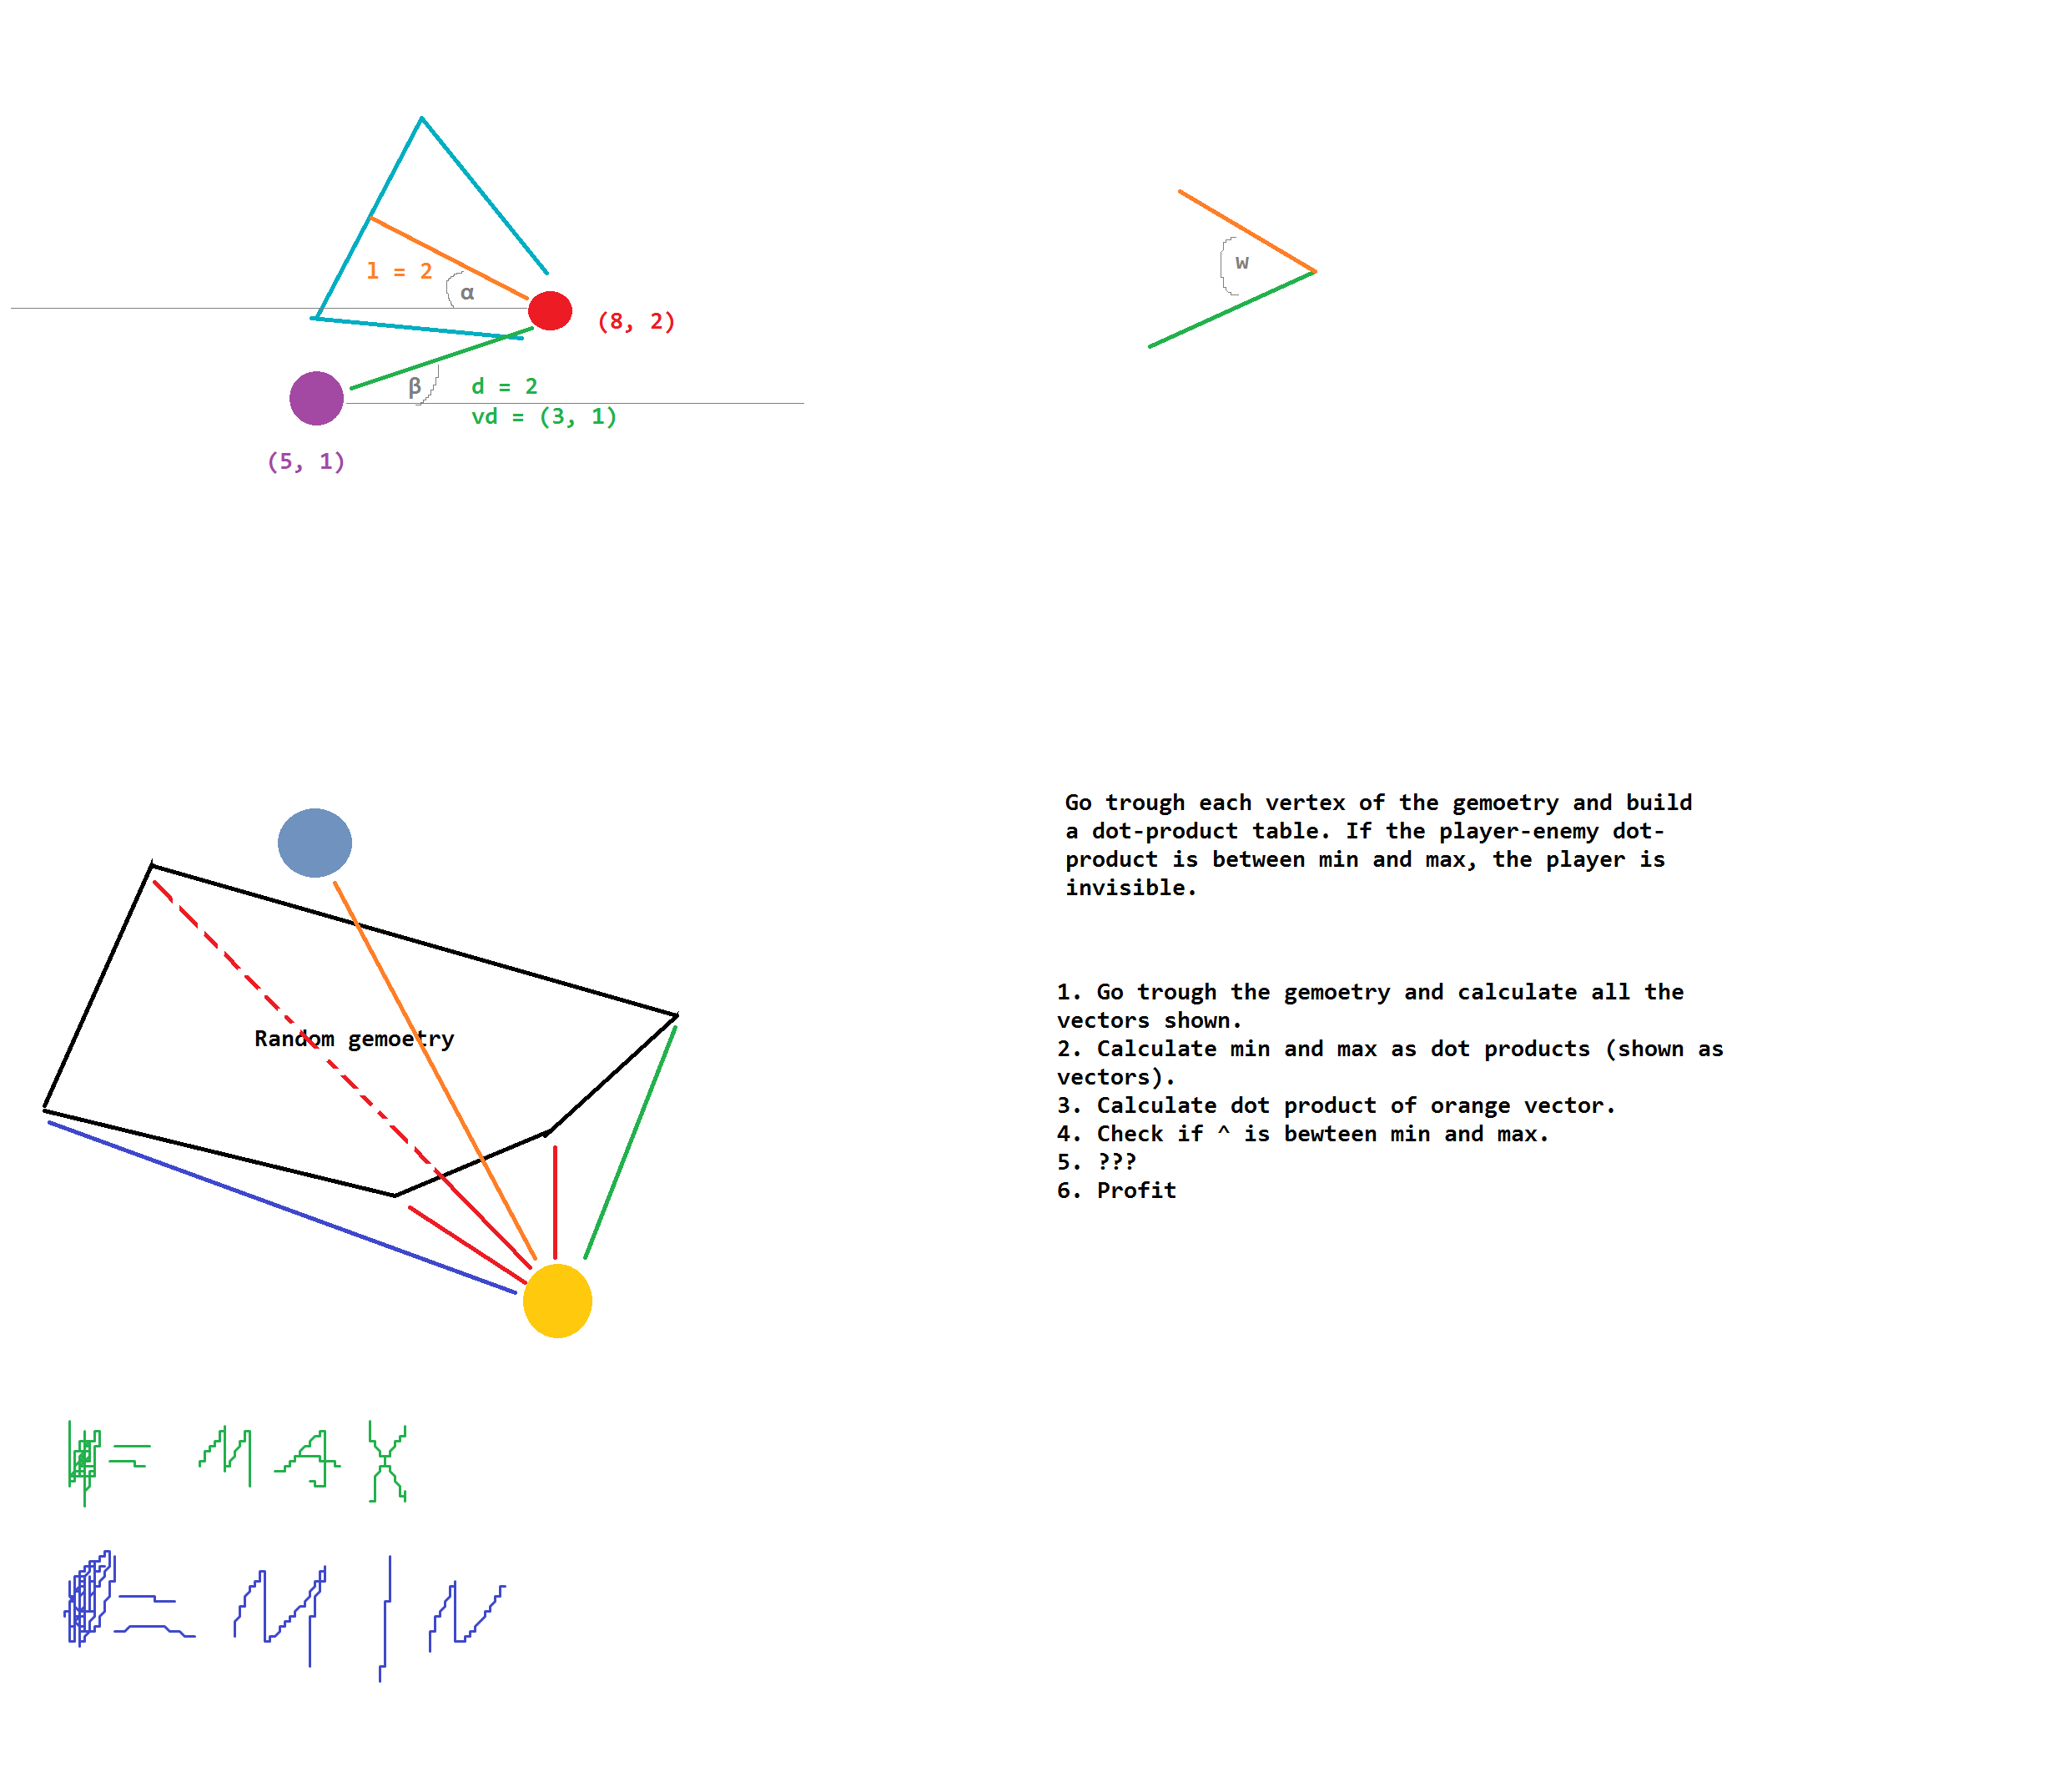 l = 2
α
(8, 2)
w
β
d = 2
vd = (3, 1)
(5, 1)
Go trough each vertex of the gemoetry and build
a dot-product table. If the player-enemy dot-
product is between min and max, the player is
invisible.
Random gemoetry
1. Go trough the gemoetry and calculate all the
vectors shown.
2. Calculate min and max as dot products (shown as
vectors).
3. Calculate dot product of orange vector.
4. Check if ^ is bewteen min and max.
5. ???
6. Profit
= MAX
= MIN